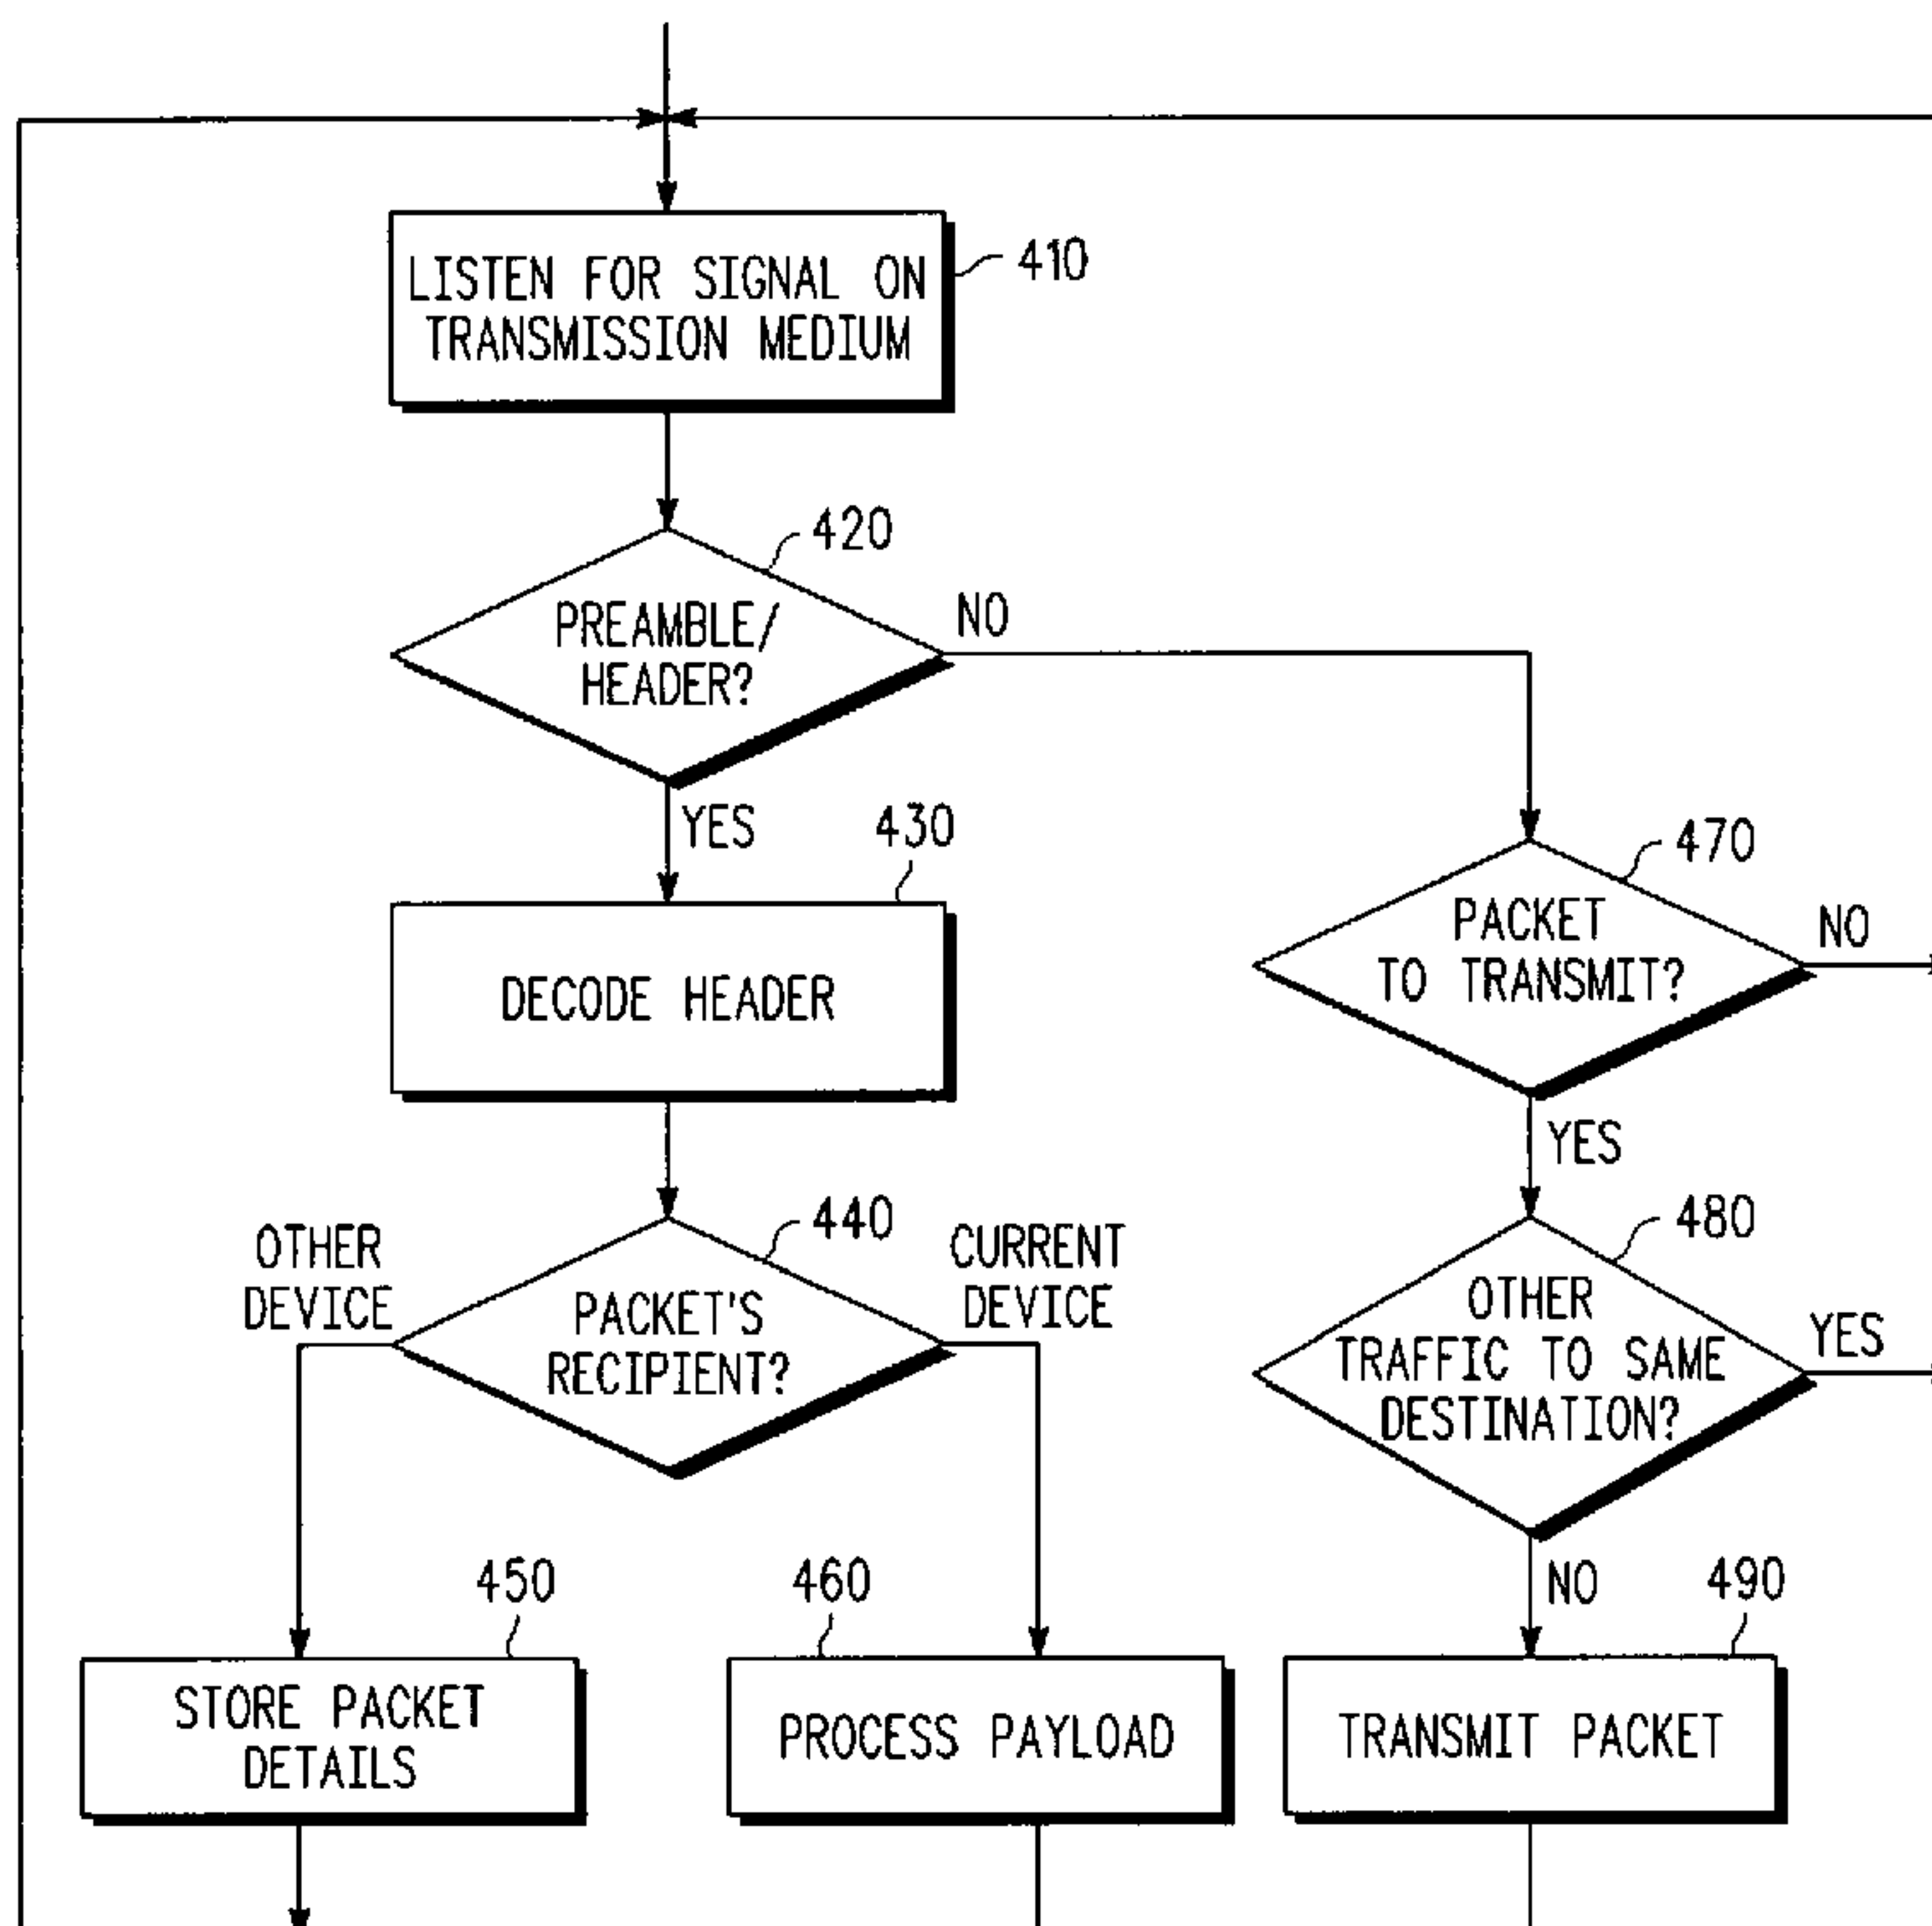 LISTEN FOR SIGNAL ON
TRANSMISSION MEDIUM
410
420
PREAMBLE/
HEADER?
NO
YES
430
DECODE HEADER
470
PACKET
TO TRANSMIT?
NO
YES
440
OTHER
DEVICE
PACKET'S
RECIPIENT?
CURRENT
DEVICE
480
OTHER
TRAFFIC TO SAME
DESTINATION?
YES
NO
450
STORE PACKET
DETAILS
460
PROCESS PAYLOAD
490
TRANSMIT PACKET